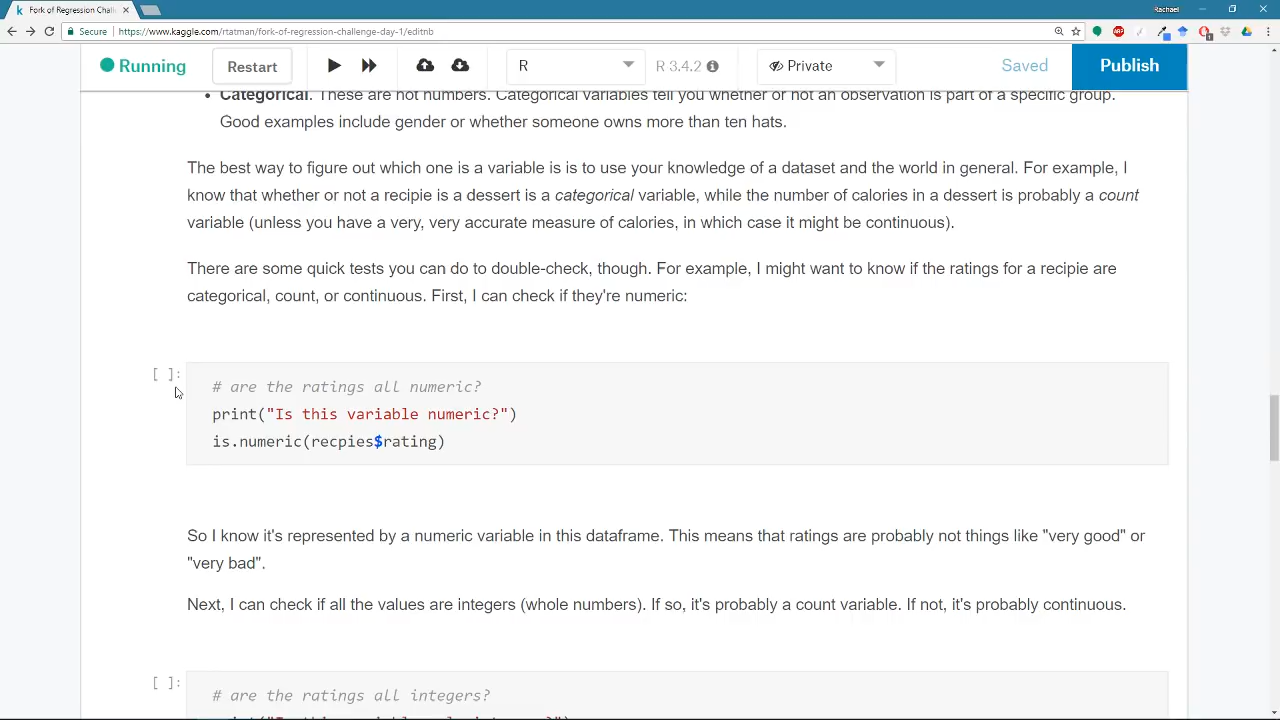 Fork of Regression Chall
Rachael
Secure
https://www.kaggle.com/rtatman/fork-of-regression-challenge-day-1/editnb
Running
Restart
R
R 3.4.2
Private
Saved
Publish
• Categorical. These are not numbers. Categorical variables tell you whether or not an observation is part of a specific group.
Good examples include gender or whether someone owns more than ten hats.
The best way to figure out which one is a variable is is to use your knowledge of a dataset and the world in general. For example, I
know that whether or not a recipie is a dessert is a categorical variable, while the number of calories in a dessert is probably a count
variable (unless you have a very, very accurate measure of calories, in which case it might be continuous).
There are some quick tests you can do to double-check, though. For example, I might want to know if the ratings for a recipie are
categorical, count, or continuous. First, I can check if they're numeric:
[ ]:
# are the ratings all numeric?
print("Is this variable numeric?")
is.numeric(recpies$rating)
So I know it's represented by a numeric variable in this dataframe. This means that ratings are probably not things like "very good" or
"very bad".
Next, I can check if all the values are integers (whole numbers). If so, it's probably a count variable. If not, it's probably continuous.
[ ]:
# are the ratings all integers?